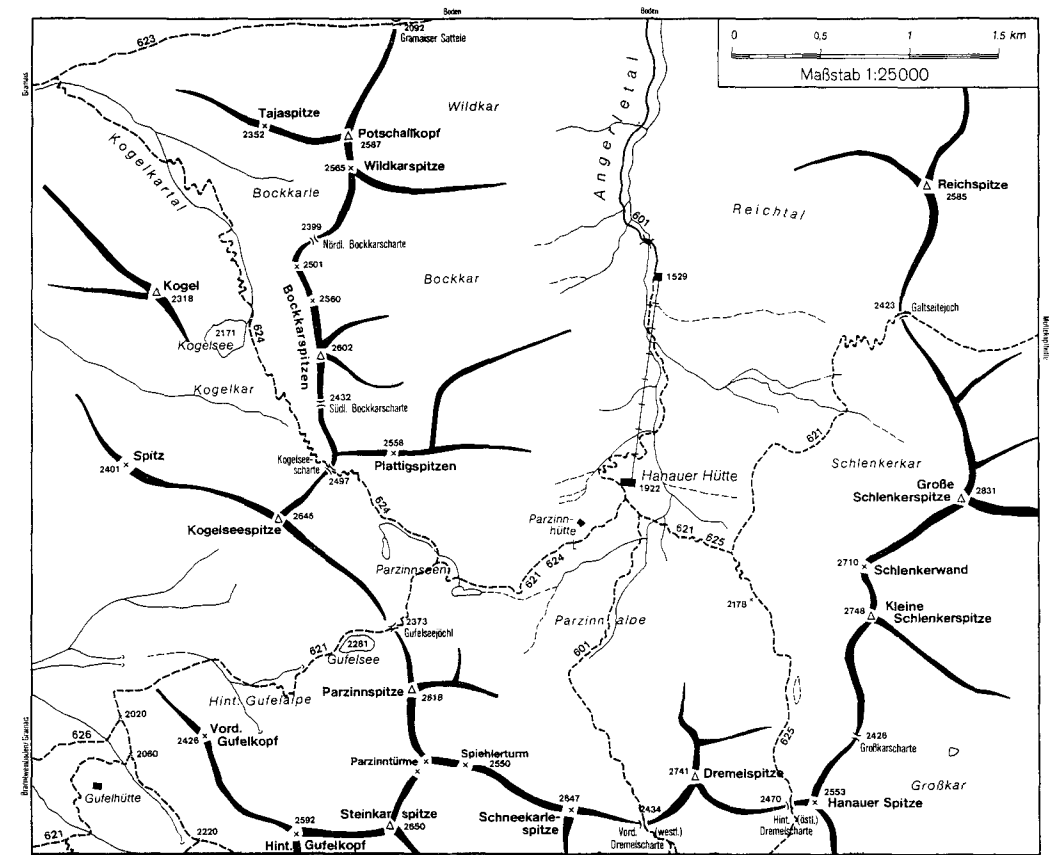 Boden
Boden
623
2092
Gramaiser Sattele
0 0,5 1 1.5 km
Maßstab 1:25000
Gramais
Tajaspitze
2352
Wildkar
Potschallkopf
2587
2565
Wildkarspitze
Angerletal
Kogelkartal
Bockkarle
Reichspitze
2585
Reichtal
601
2399
Nördl. Bockkarscharte
2501
Bockkar
1529
Kogel
2318
2560
Bockkarspitzen
2423
Galtseitejoch
2171
Kogelsee
624
2602
Kogelkar
2432
Südl. Bockkarscharte
621
Spitz
2401
2558
Plattigspitzen
Kogelsee-
scharte
2497
Schlenkerkar
Hanauer Hütte
1922
Große
Schlenkerspitze
2831
624
Kogelseespitze
2645
Parzinn-
hütte
621
625
Parzinnseen
621
624
2710
Schlenkerwand
2178
2748
Kleine
Schlenkerspitze
Parzinnalpe
2373
Gufelseejöchl
621
2281
Gufelsee
601
Hint. Gufelalpe
Parzinnspitze
2618
2020
626
2426
Vord.
Gufelkopf
2060
625
2426
Großkarscharte
Parzinntürme
Spiehlerturm
2550
2741
Dremelspitze
Großkar
Gufelhütte
2553
Hanauer Spitze
2470
Hint. (östl.)
Dremelscharte
2647
Schneekarle-
spitze
2434
Vord. (westl.)
Dremelscharte
Steinkarspitze
2650
2592
Hint. Gufelkopf
621
2220